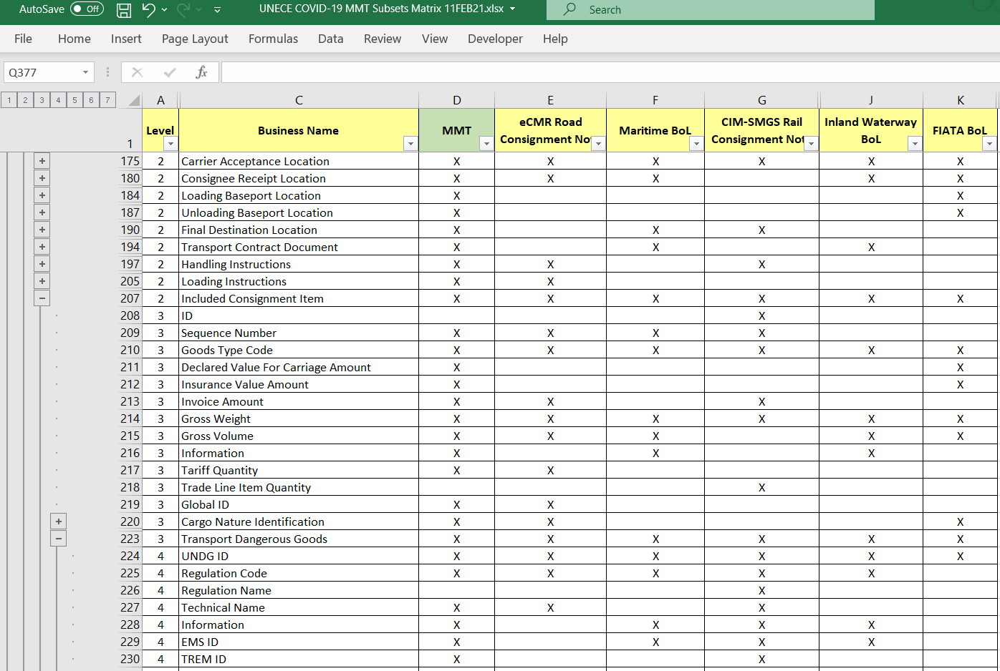 AutoSave Off UNECE COVID-19 MMT Subsets Matrix 11FEB21.xlsx Search
File Home Insert Page Layout Formulas Data Review View Developer Help
Q377 fx
1 2 3 4 5 6 7 A C D E F G J K
1 Level Business Name MMT eCMR Road Consignment Not Maritime BoL CIM-SMGS Rail Consignment Not Inland Waterway BoL FIATA BoL
175 2 Carrier Acceptance Location X X X X X X
180 2 Consignee Receipt Location X X X X X
184 2 Loading Baseport Location X X
187 2 Unloading Baseport Location X X
190 2 Final Destination Location X X X
194 2 Transport Contract Document X X X
197 2 Handling Instructions X X X
205 2 Loading Instructions X X
207 2 Included Consignment Item X X X X X X
208 3 ID X
209 3 Sequence Number X X X X
210 3 Goods Type Code X X X X X X
211 3 Declared Value For Carriage Amount X X
212 3 Insurance Value Amount X X
213 3 Invoice Amount X X X
214 3 Gross Weight X X X X X X
215 3 Gross Volume X X X X X
216 3 Information X X X
217 3 Tariff Quantity X X
218 3 Trade Line Item Quantity X
219 3 Global ID X X
220 3 Cargo Nature Identification X X X
223 3 Transport Dangerous Goods X X X X X X
224 4 UNDG ID X X X X X X
225 4 Regulation Code X X X X X
226 4 Regulation Name X
227 4 Technical Name X X X
228 4 Information X X X X
229 4 EMS ID X X X X
230 4 TREM ID X X